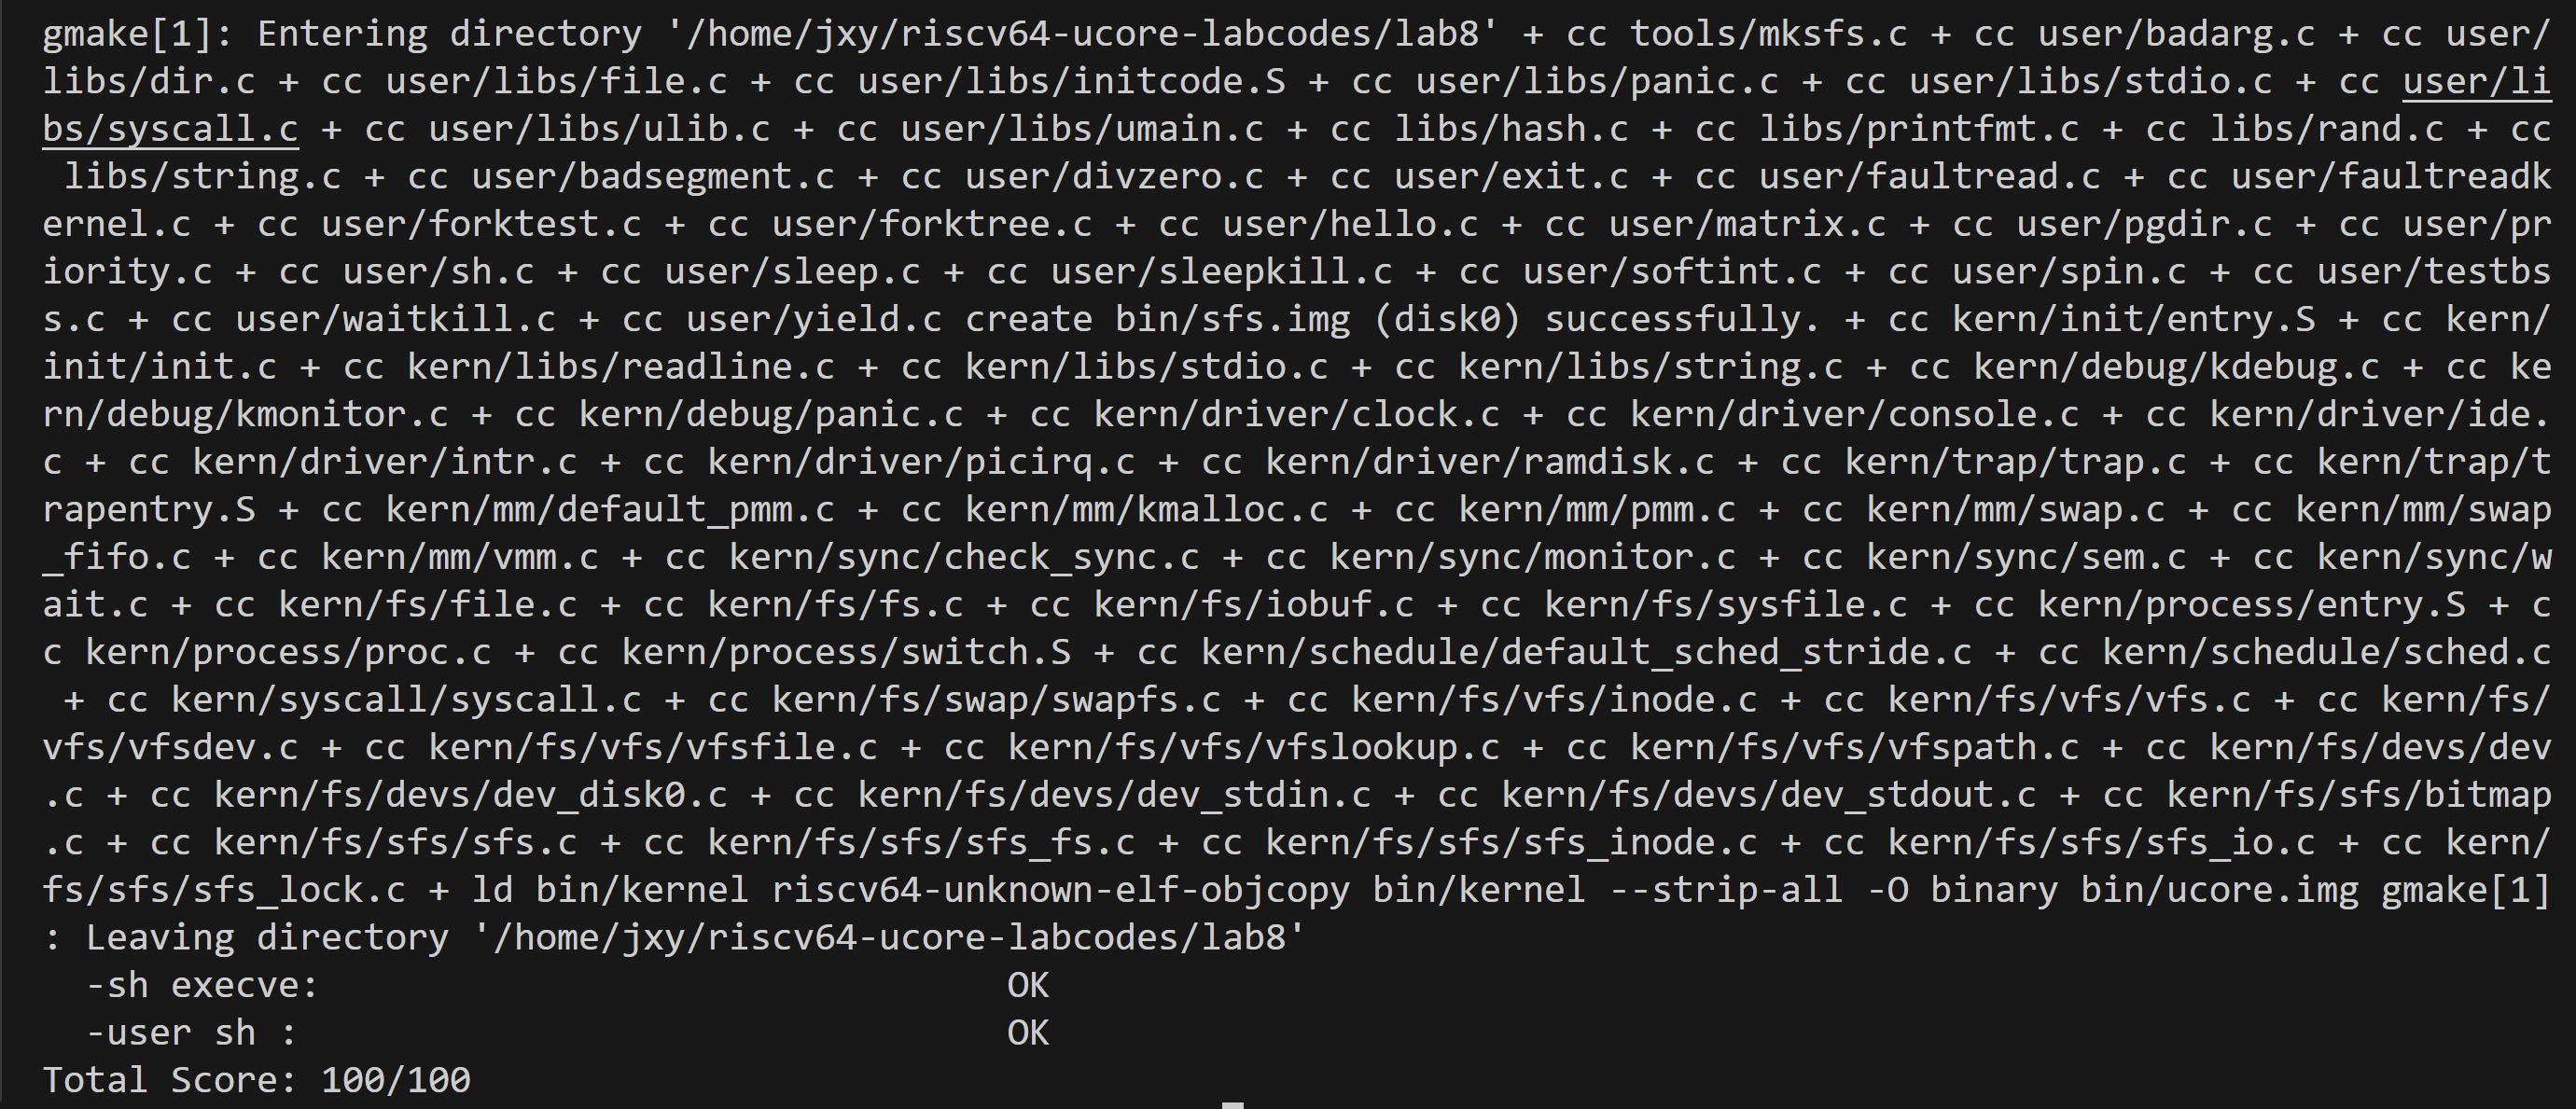 gmake[1]: Entering directory '/home/jxy/riscv64-ucore-labcodes/lab8' + cc tools/mksfs.c + cc user/badarg.c + cc user/
libs/dir.c + cc user/libs/file.c + cc user/libs/initcode.S + cc user/libs/panic.c + cc user/libs/stdio.c + cc user/li
bs/syscall.c + cc user/libs/ulib.c + cc user/libs/umain.c + cc libs/hash.c + cc libs/printfmt.c + cc libs/rand.c + cc
 libs/string.c + cc user/badsegment.c + cc user/divzero.c + cc user/exit.c + cc user/faultread.c + cc user/faultreadk
ernel.c + cc user/forktest.c + cc user/forktree.c + cc user/hello.c + cc user/matrix.c + cc user/pgdir.c + cc user/pr
iority.c + cc user/sh.c + cc user/sleep.c + cc user/sleepkill.c + cc user/softint.c + cc user/spin.c + cc user/testbs
s.c + cc user/waitkill.c + cc user/yield.c create bin/sfs.img (disk0) successfully. + cc kern/init/entry.S + cc kern/
init/init.c + cc kern/libs/readline.c + cc kern/libs/stdio.c + cc kern/libs/string.c + cc kern/debug/kdebug.c + cc ke
rn/debug/kmonitor.c + cc kern/debug/panic.c + cc kern/driver/clock.c + cc kern/driver/console.c + cc kern/driver/ide.
c + cc kern/driver/intr.c + cc kern/driver/picirq.c + cc kern/driver/ramdisk.c + cc kern/trap/trap.c + cc kern/trap/t
rapentry.S + cc kern/mm/default_pmm.c + cc kern/mm/kmalloc.c + cc kern/mm/pmm.c + cc kern/mm/swap.c + cc kern/mm/swap
_fifo.c + cc kern/mm/vmm.c + cc kern/sync/check_sync.c + cc kern/sync/monitor.c + cc kern/sync/sem.c + cc kern/sync/w
ait.c + cc kern/fs/file.c + cc kern/fs/fs.c + cc kern/fs/iobuf.c + cc kern/fs/sysfile.c + cc kern/process/entry.S + c
c kern/process/proc.c + cc kern/process/switch.S + cc kern/schedule/default_sched_stride.c + cc kern/schedule/sched.c
 + cc kern/syscall/syscall.c + cc kern/fs/swap/swapfs.c + cc kern/fs/vfs/inode.c + cc kern/fs/vfs/vfs.c + cc kern/fs/
vfs/vfsdev.c + cc kern/fs/vfs/vfsfile.c + cc kern/fs/vfs/vfslookup.c + cc kern/fs/vfs/vfspath.c + cc kern/fs/devs/dev
.c + cc kern/fs/devs/dev_disk0.c + cc kern/fs/devs/dev_stdin.c + cc kern/fs/devs/dev_stdout.c + cc kern/fs/sfs/bitmap
.c + cc kern/fs/sfs/sfs.c + cc kern/fs/sfs/sfs_fs.c + cc kern/fs/sfs/sfs_inode.c + cc kern/fs/sfs/sfs_io.c + cc kern/
fs/sfs/sfs_lock.c + ld bin/kernel riscv64-unknown-elf-objcopy bin/kernel --strip-all -O binary bin/ucore.img gmake[1]
: Leaving directory '/home/jxy/riscv64-ucore-labcodes/lab8'
  -sh execve:                                OK
  -user sh :                                 OK
Total Score: 100/100